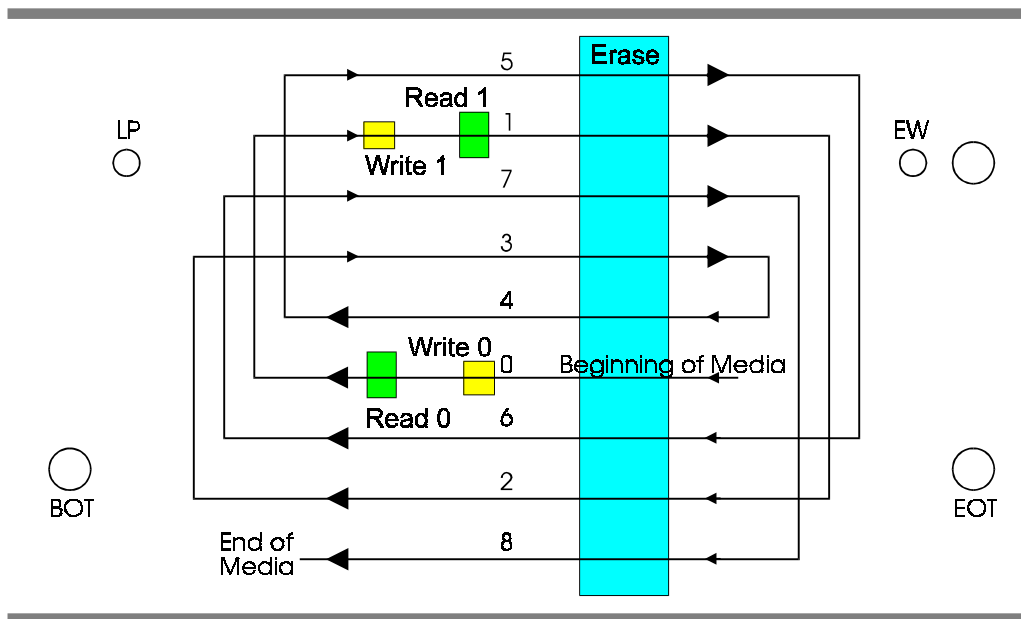 Erase
5
Read 1
1
LP
EW
Write 1
7
3
4
Write 0
0
Beginning of Media
Read 0
6
2
BOT
EOT
8
End of
Media